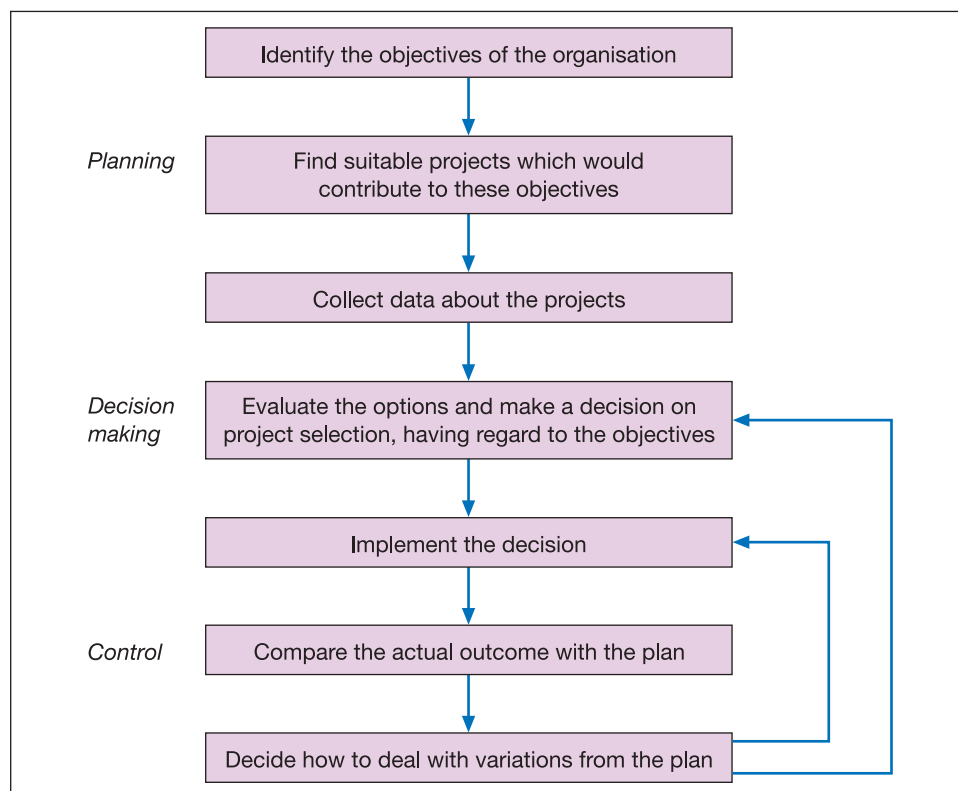 Identify the objectives of the organisation
Planning
Find suitable projects which would
contribute to these objectives
Collect data about the projects
Decision
making
Evaluate the options and make a decision on
project selection, having regard to the objectives
Implement the decision
Control
Compare the actual outcome with the plan
Decide how to deal with variations from the plan